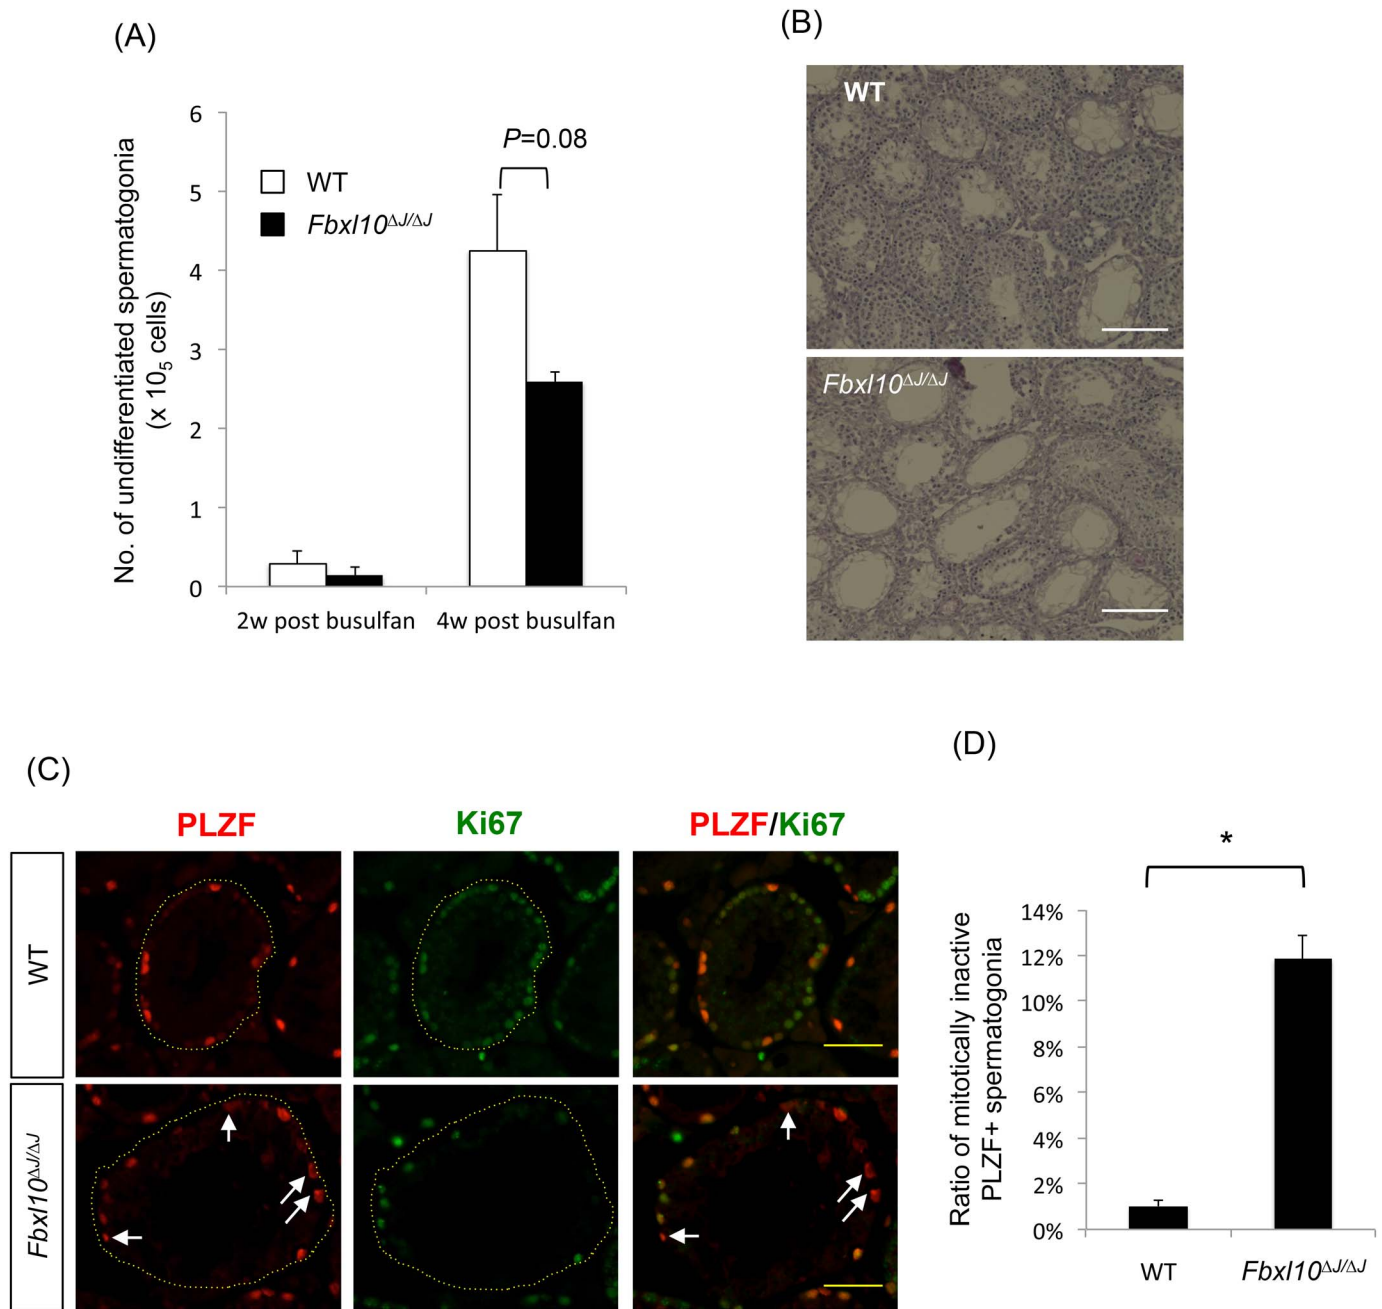 (A)
No. of undifferentiated spermatogonia
(x 10₅ cells)
6
5
4
3
2
1
0
WT
Fbxl10ΔJ/ΔJ
P=0.08
2w post busulfan
4w post busulfan
(B)
WT
Fbxl10ΔJ/ΔJ
(C)
PLZF
Ki67
PLZF/Ki67
WT
Fbxl10ΔJ/ΔJ
(D)
*
Ratio of mitotically inactive
PLZF+ spermatogonia
14%
12%
10%
8%
6%
4%
2%
0%
WT
Fbxl10ΔJ/ΔJ